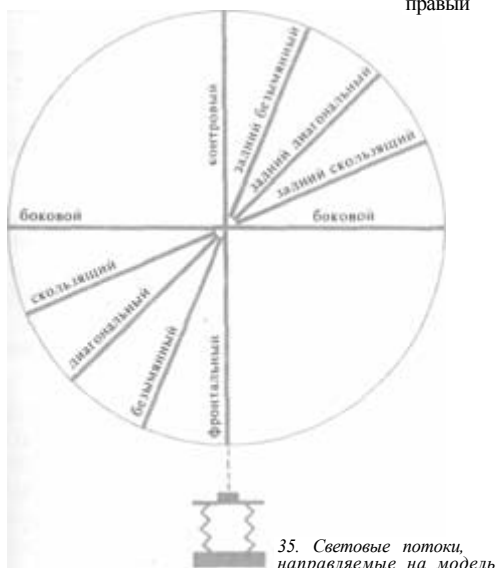 правый
контровый
задний безымянный
задний диагональный
задний скользящий
боковой
боковой
скользящий
диагональный
безымянный
фронтальный
35. Световые потоки,
направляемые на модель